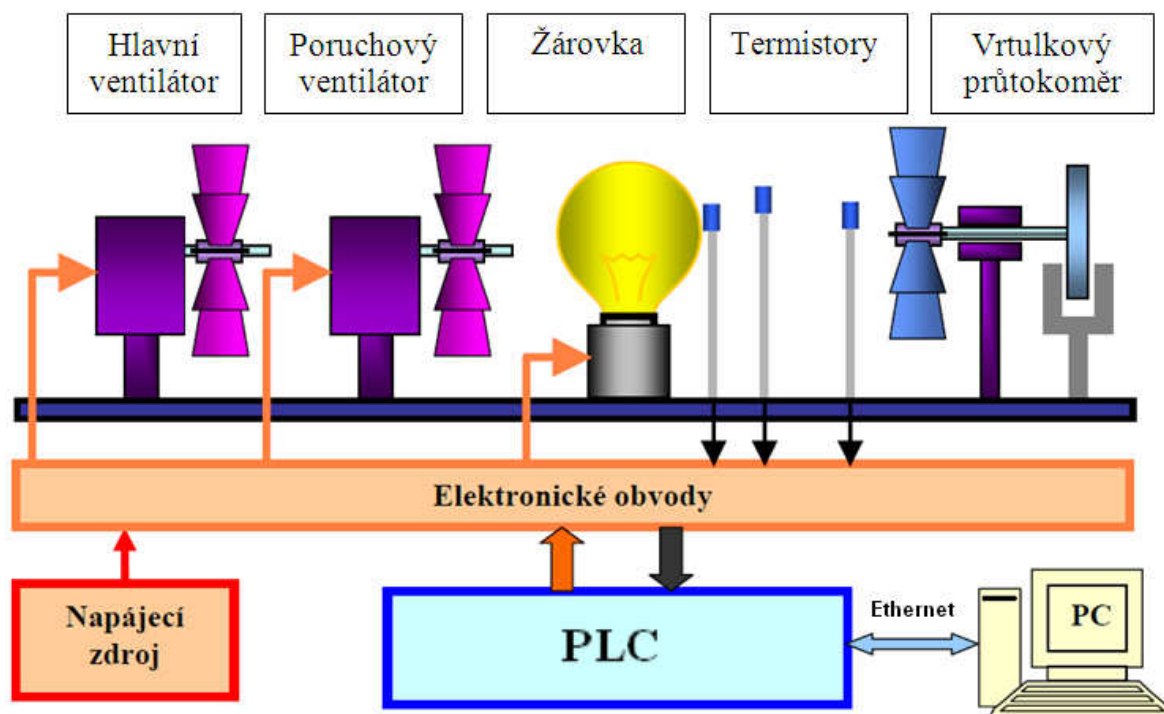 Hlavní
ventilátor
Poruchový
ventilátor
Žárovka
Termistory
Vrtulkový
průtokoměr
Elektronické obvody
Napájecí
zdroj
PLC
Ethernet
PC